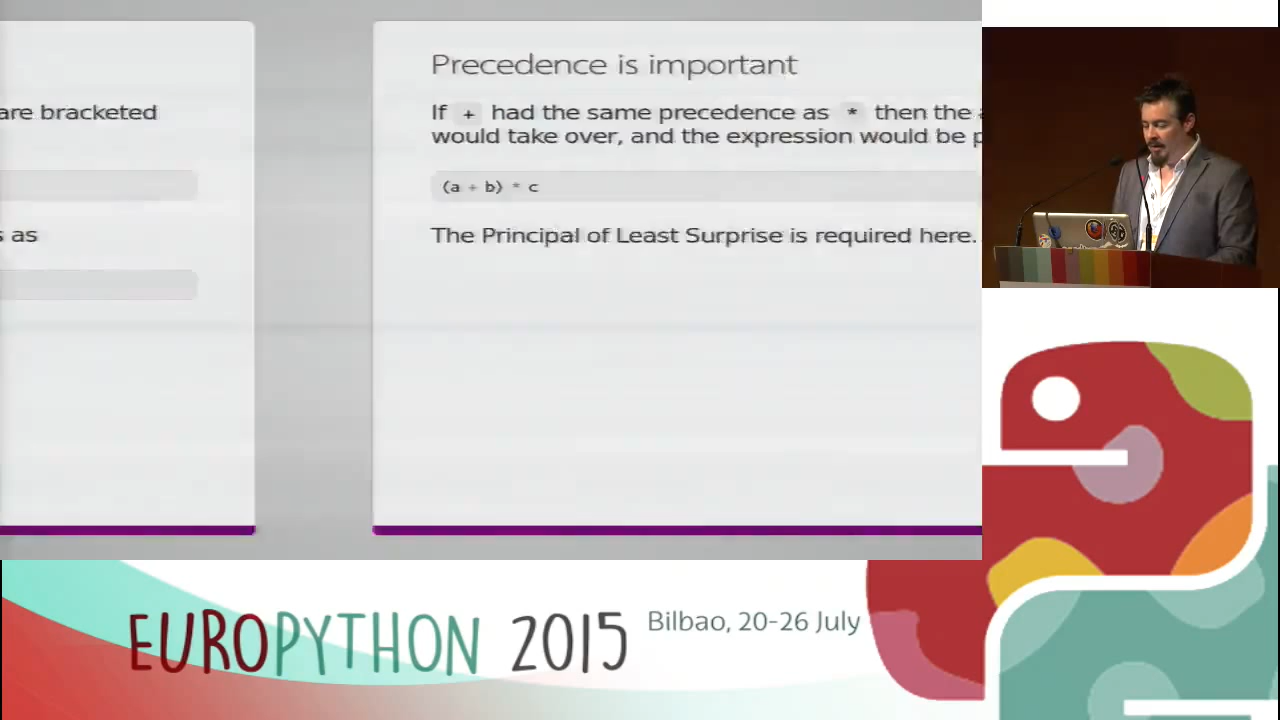 are bracketed
s as
Precedence is important
If + had the same precedence as * then the
would take over, and the expression would be
(a + b) * c
The Principal of Least Surprise is required here.
EUROPYTHON 2015
Bilbao, 20-26 July